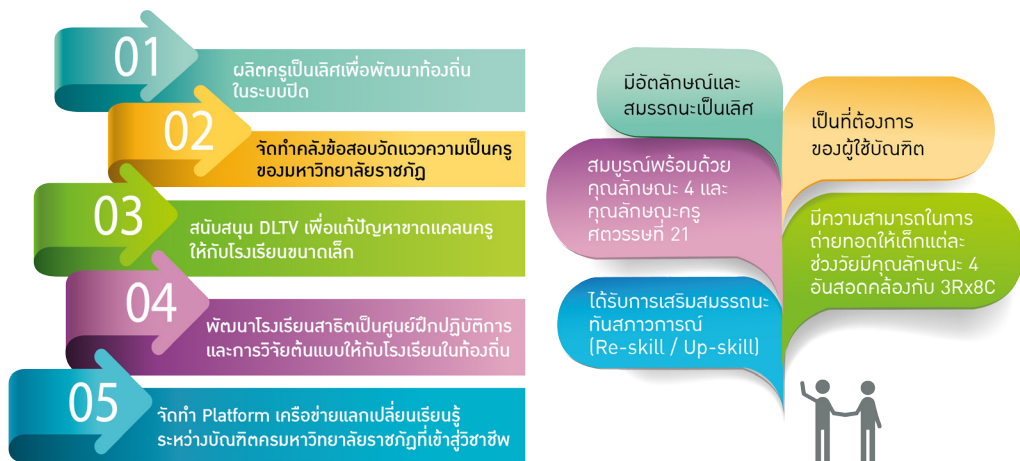 01
ผลิตครูเป็นเลิศเพื่อพัฒนาท้องถิ่น
ในระบบปิด
02
จัดทำคลังข้อสอบวัดแววความเป็นครู
ของมหาวิทยาลัยราชภัฏ
03
สนับสนุน DLTV เพื่อแก้ปัญหาขาดแคลนครู
ให้กับโรงเรียนขนาดเล็ก
04
พัฒนาโรงเรียนสาธิตเป็นศูนย์ฝึกปฏิบัติการ
และการวิจัยต้นแบบให้กับโรงเรียนในท้องถิ่น
05
จัดทำ Platform เครือข่ายแลกเปลี่ยนเรียนรู้
ระหว่างบัณฑิตครุมหาวิทยาลัยราชภัฏที่เข้าสู่วิชาชีพ
มีอัตลักษณ์และ
สมรรถนะเป็นเลิศ
เป็นที่ต้องการ
ของผู้ใช้บัณฑิต
สมบูรณ์พร้อมด้วย
คุณลักษณะ 4 และ
คุณลักษณะครู
ศตวรรษที่ 21
มีความสามารถในการ
ถ่ายทอดให้เด็กแต่ละ
ช่วงวัยมีคุณลักษณะ 4
อันสอดคล้องกับ 3Rx8C
ได้รับการเสริมสมรรถนะ
ทันสภาวการณ์
(Re-skill / Up-skill)